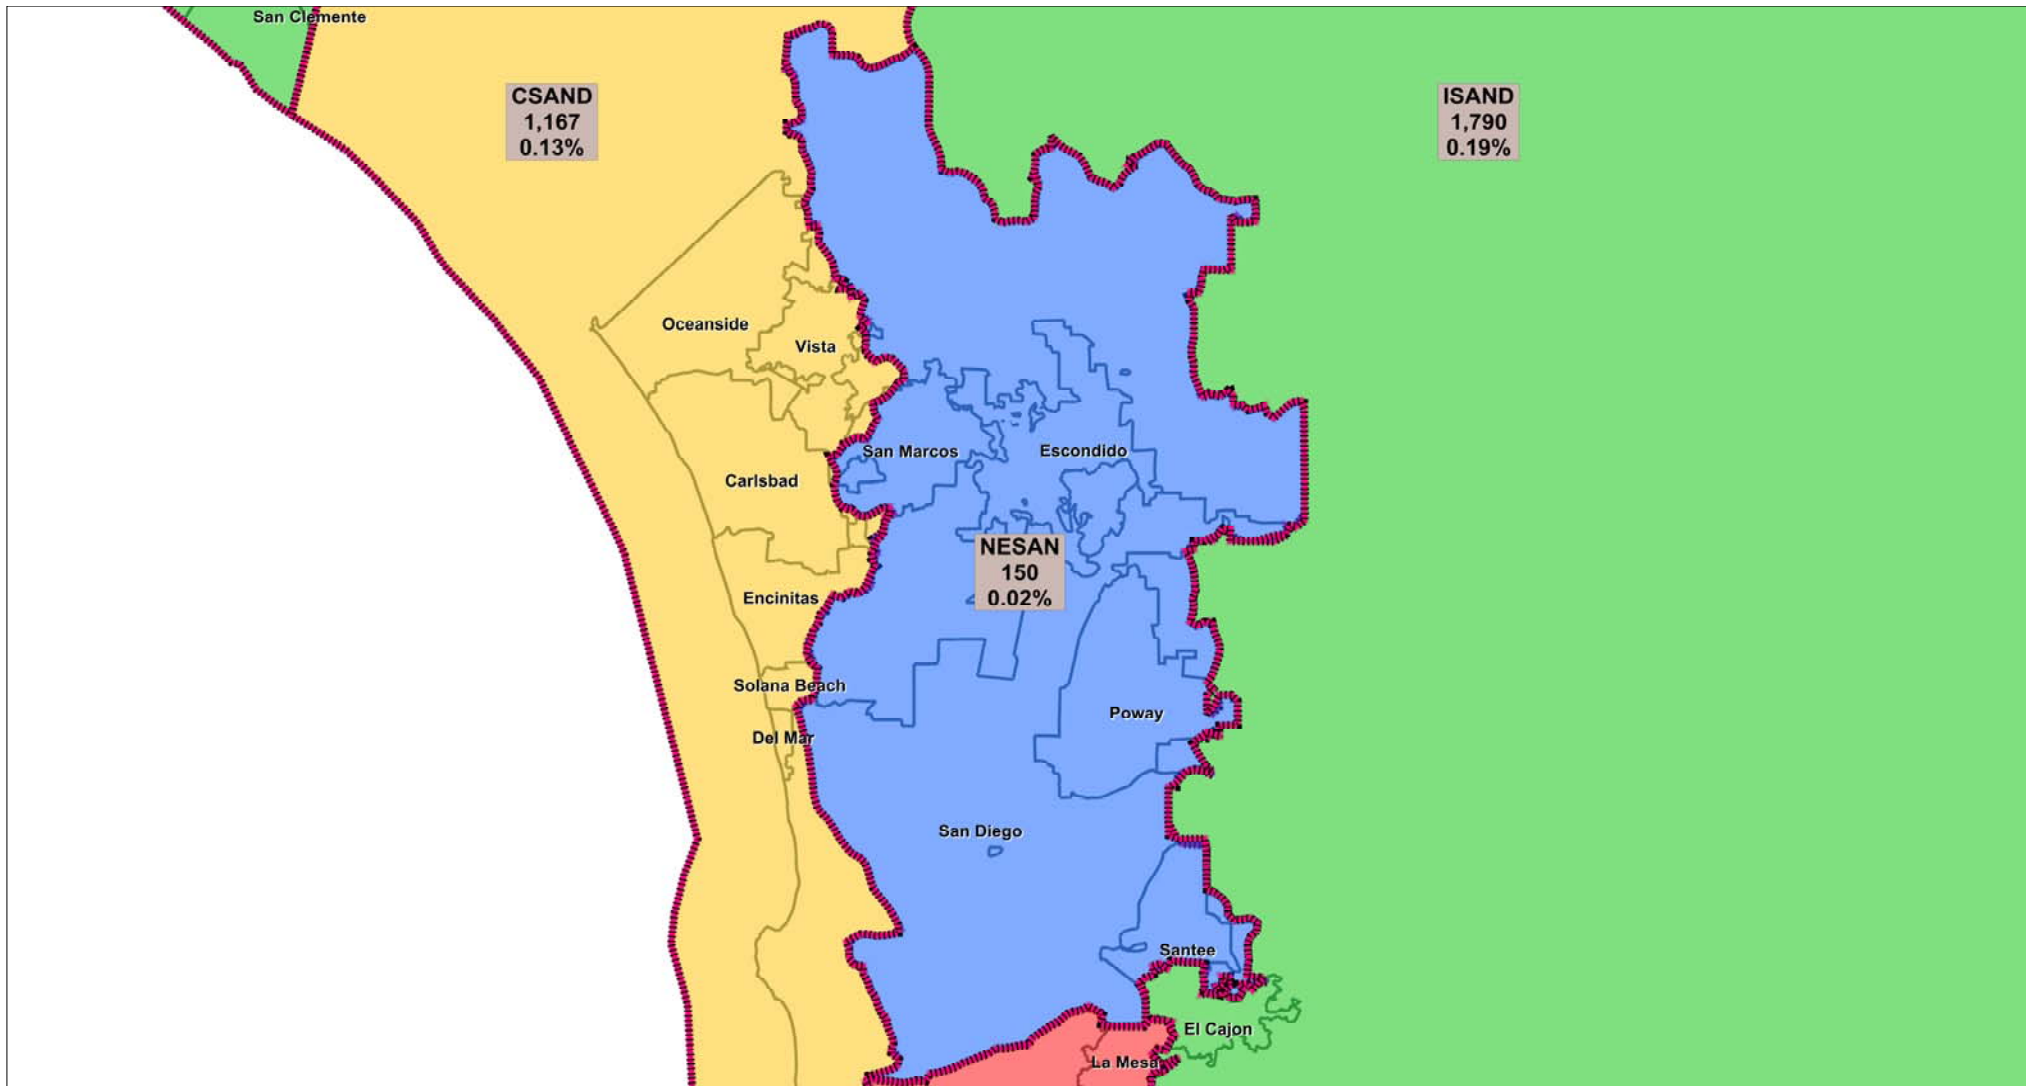 San Clemente
CSAND
1,167
0.13%
ISAND
1,790
0.19%
Oceanside
Vista
San Marcos
Escondido
Carlsbad
NESAN
150
0.02%
Encinitas
Solana Beach
Poway
Del Mar
San Diego
Santee
El Cajon
La Mesa